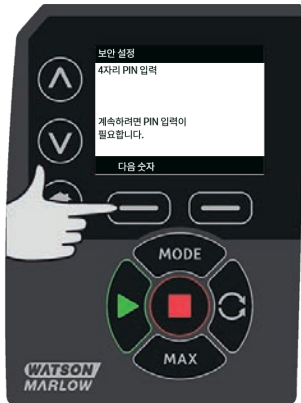 보안 설정
4자리 PIN 입력
계속하려면 PIN 입력이
필요합니다.
다음 숫자
MODE
MAX
WATSON
MARLOW